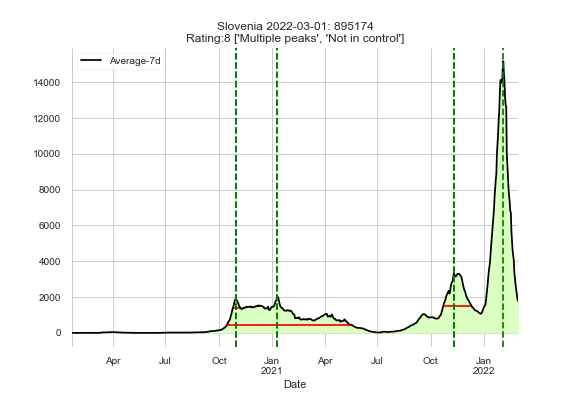 Slovenia 2022-03-01: 895174
Rating:8 ['Multiple peaks', 'Not in control']
Average-7d
14000
12000
10000
8000
6000
4000
2000
0
Apr Jul Oct Jan Apr Jul Oct Jan
2021 2022
Date